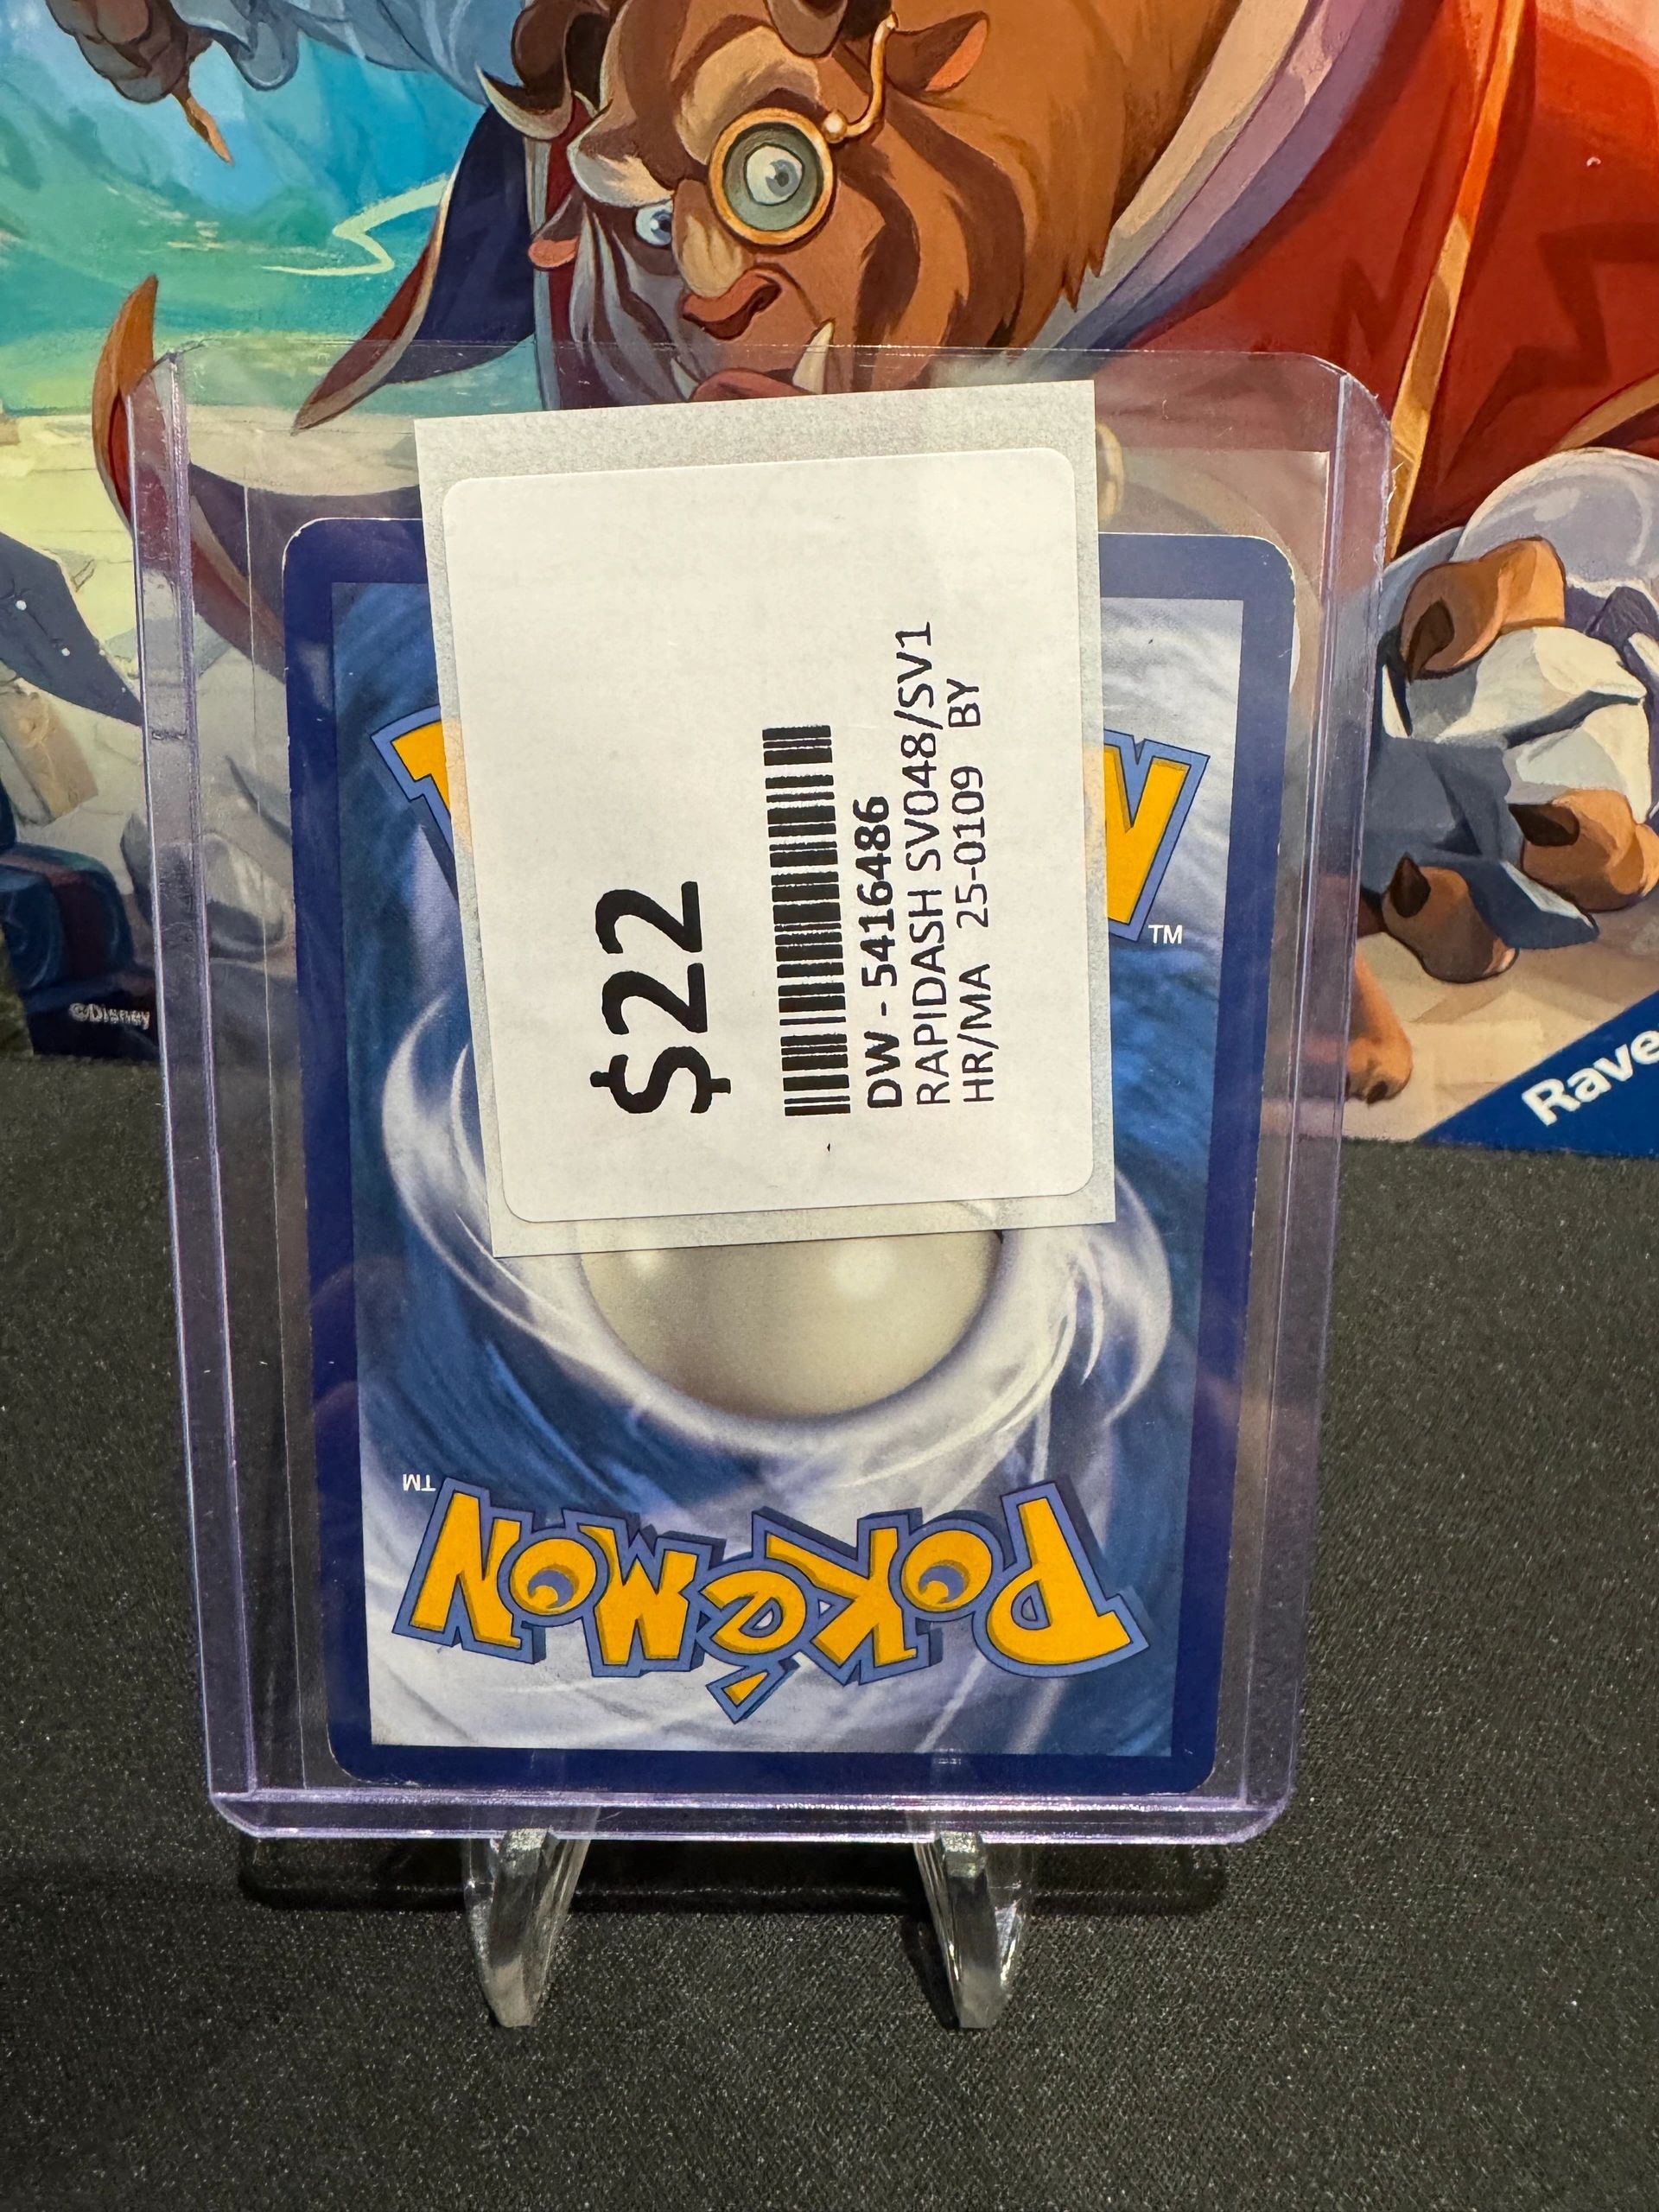 ©Disney
Rave
$22
DW - 5416486
RAPIDASH SV048/SV1
HR/MA 25-0109 BY
N
TM
TM
POKéMON